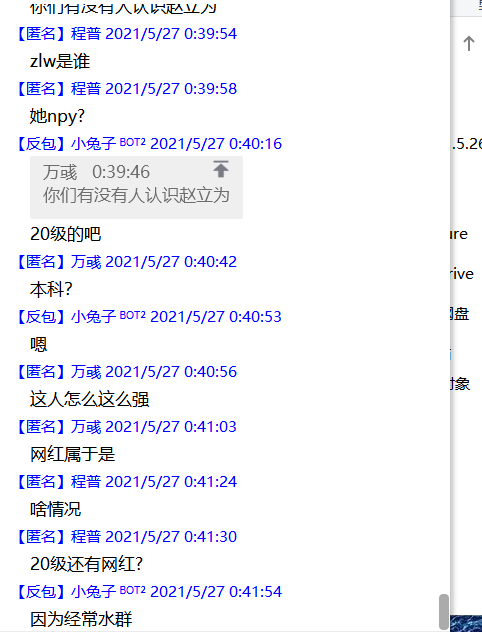 你们有没有人认识赵立为
【匿名】程普 2021/5/27 0:39:54
zlw是谁
【匿名】程普 2021/5/27 0:39:58
她npy?
【反包】小兔子 BOT2 2021/5/27 0:40:16
万彧 0:39:46
你们有没有人认识赵立为
20级的吧
【匿名】万彧 2021/5/27 0:40:42
本科?
【反包】小兔子 BOT2 2021/5/27 0:40:53
嗯
【匿名】万彧 2021/5/27 0:40:56
这人怎么这么强
【匿名】万彧 2021/5/27 0:41:03
网红属于是
【匿名】程普 2021/5/27 0:41:24
啥情况
【匿名】程普 2021/5/27 0:41:30
20级还有网红?
【反包】小兔子 BOT2 2021/5/27 0:41:54
因为经常水群
.5.26
ure
rive
网盘
对象